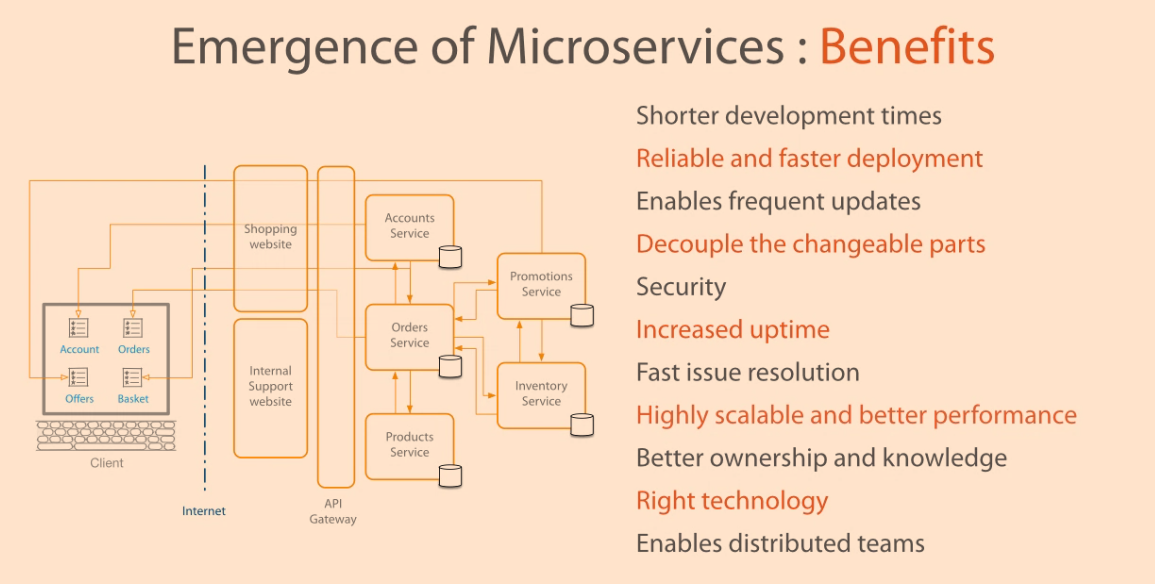 Emergence of Microservices : Benefits
Shopping
website
Internal
Support
website
API
Gateway
Accounts
Service
Orders
Service
Products
Service
Promotions
Service
Inventory
Service
Account
Orders
Offers
Basket
Client
Internet
Shorter development times
Reliable and faster deployment
Enables frequent updates
Decouple the changeable parts
Security
Increased uptime
Fast issue resolution
Highly scalable and better performance
Better ownership and knowledge
Right technology
Enables distributed teams